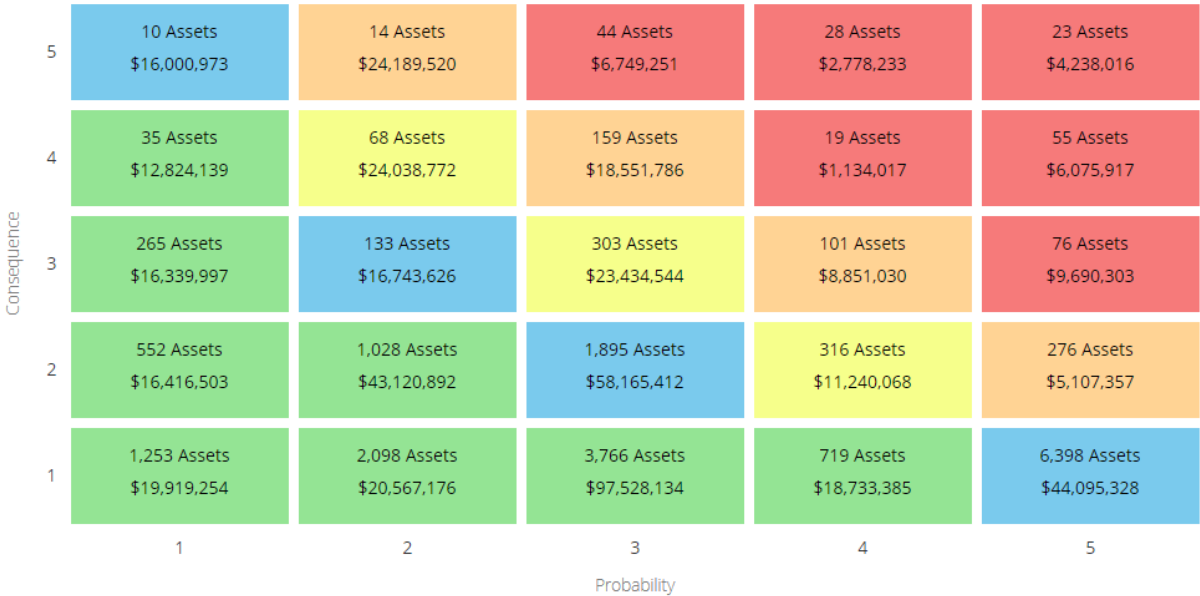 5
10 Assets
$16,000,973
14 Assets
$24,189,520
44 Assets
$6,749,251
28 Assets
$2,778,233
23 Assets
$4,238,016
4
35 Assets
$12,824,139
68 Assets
$24,038,772
159 Assets
$18,551,786
19 Assets
$1,134,017
55 Assets
$6,075,917
Consequence
3
265 Assets
$16,339,997
133 Assets
$16,743,626
303 Assets
$23,434,544
101 Assets
$8,851,030
76 Assets
$9,690,303
2
552 Assets
$16,416,503
1,028 Assets
$43,120,892
1,895 Assets
$58,165,412
316 Assets
$11,240,068
276 Assets
$5,107,357
1
1,253 Assets
$19,919,254
2,098 Assets
$20,567,176
3,766 Assets
$97,528,134
719 Assets
$18,733,385
6,398 Assets
$44,095,328
1
2
3
4
5
Probability